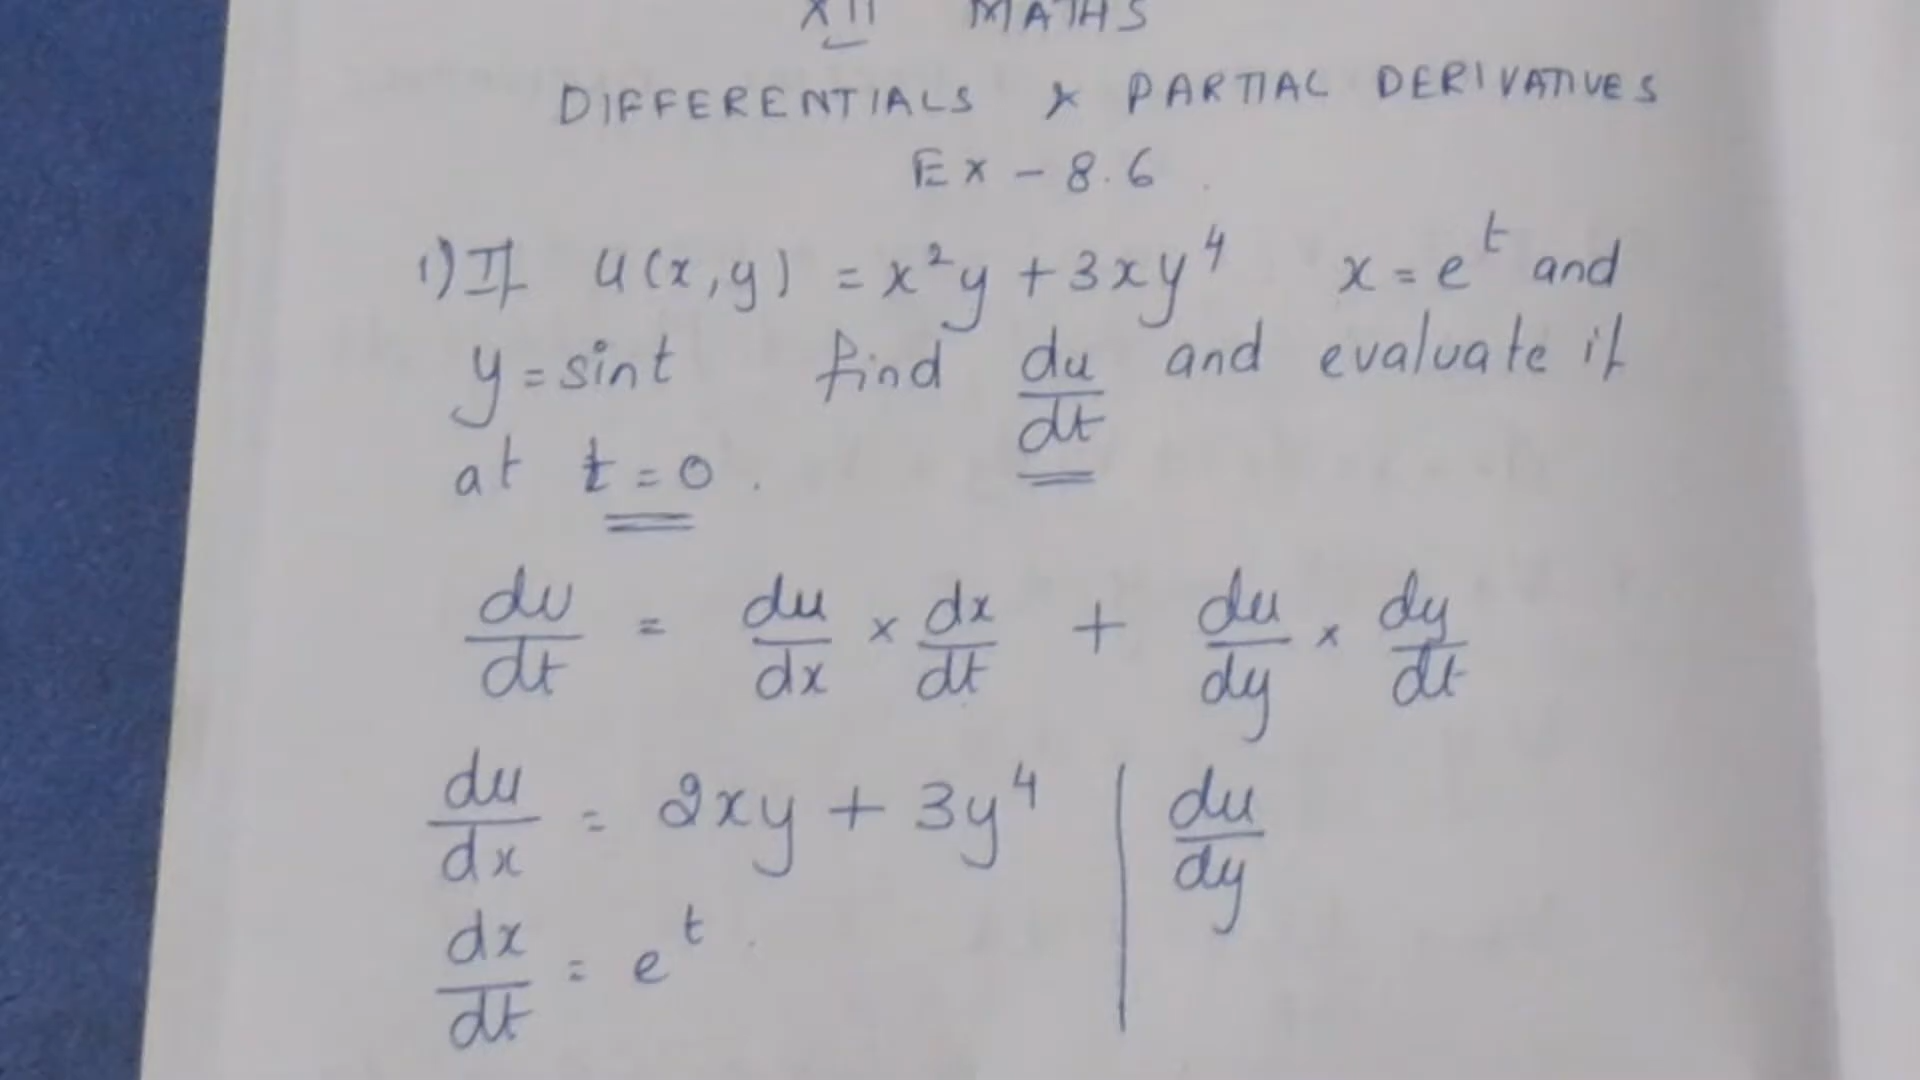 XII MATHS
DIFFERENTIALS & PARTIAL DERIVATIVES
Ex - 8.6
1) If u(x,y) = x²y + 3xy⁴ x = eᵗ and
y = sint find du/dt and evaluate it
at t = 0.
du/dt = du/dx × dx/dt + du/dy × dy/dt
du/dx = 2xy + 3y⁴ | du/dy
dx/dt = eᵗ